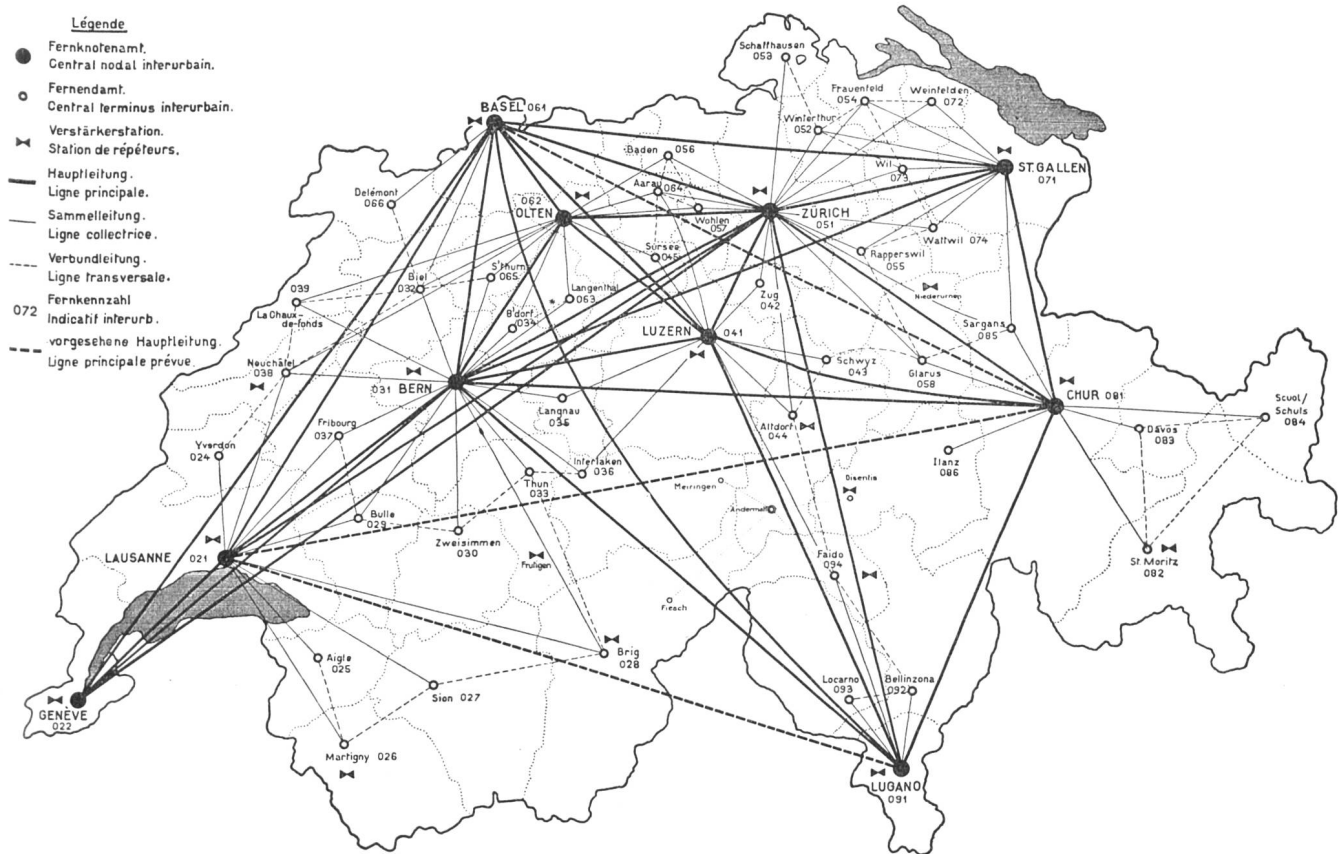 Légende
Fernknotenamt.
Central nodal interurbain.
Fernendamt.
Central terminus interurbain.
Verstärkerstation.
Station de répéteurs.
Hauptleitung.
Ligne principale.
Sammelleitung.
Ligne collectrice.
Verbundleitung.
Ligne transversale.
072 Fernkennzahl
Indicatif interurb.
vorgesehene Hauptleitung.
Ligne principale prévue.
Schaffhausen
053
Frauenfeld
054
Weinfelden
072
BASEL 061
Winterthur
052
Baden 056
Wil
073
ST.GALLEN
071
Delémont
066
Aarau
064
062
OLTEN
Wohlen
057
ZÜRICH
051
Wattwil 074
Rapperswil
055
Sursee
045
Biel
032
S'thurn
065
Langenthal
063
Zug
042
Niederurnen
039
La Chaux-
de-fonds
B'dorf
034
LUZERN 041
Sargans
085
Neuchâtel
038
031 BERN
Schwyz
043
Glarus
058
CHUR 081
Scuol/
Schuls
084
Langnau
035
Altdorf
044
Davos
083
Fribourg
037
Yverdon
024
Ilanz
086
Interlaken
036
Thun
033
Meiringen
Disentis
Andermatt
Bulle
029
Zweisimmen
030
LAUSANNE 021
Frutigen
Faido
094
St.Moritz
082
Fiesch
Aigle
025
Brig
028
Sion 027
Locarno
093
Bellinzona
092
GENÈVE
022
Martigny 026
LUGANO
091